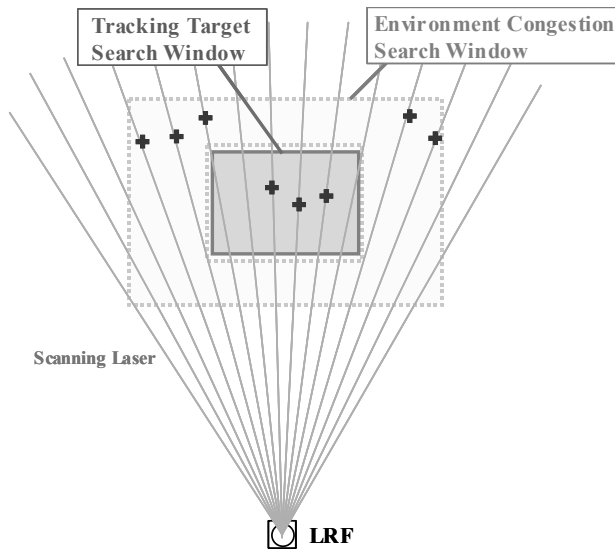 Tracking Target
Search Window
Environment Congestion
Search Window
Scanning Laser
LRF